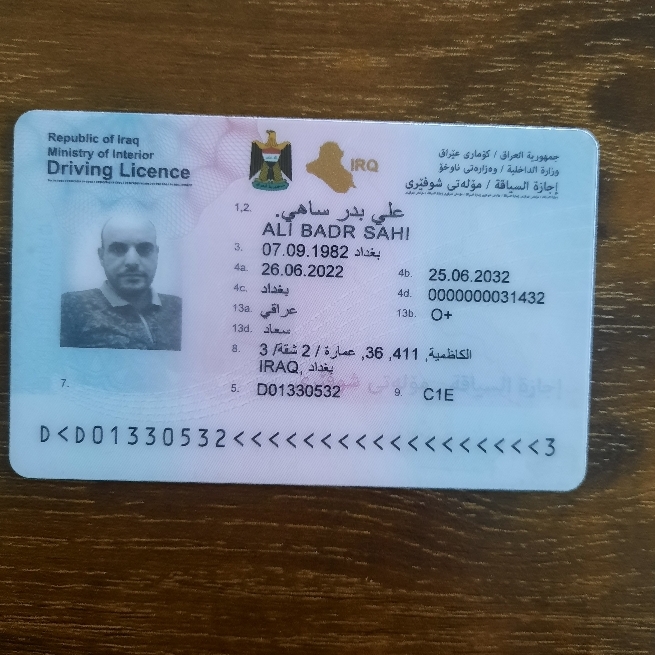 Republic of Iraq
Ministry of Interior
Driving Licence
IRQ
جمهورية العراق / كۆماری عێراق
وزارة الداخلية / وەزارەتی ناوخۆ
إجازة السياقة / مۆڵەتی شوفێری
1,2. علي بدر ساهي.
ALI BADR SAHI
3. 07.09.1982 بغداد
4a. 26.06.2022
4b. 25.06.2032
4c. بغداد
4d. 0000000031432
13a. عراقي
13b. O+
13d. سعاد
8. الكاظمية, 411, 36, عمارة / 2 شقة/ 3
IRAQ, بغداد
7.
5. D01330532
9. C1E
D<D01330532<<<<<<<<<<<<<<<<<<3